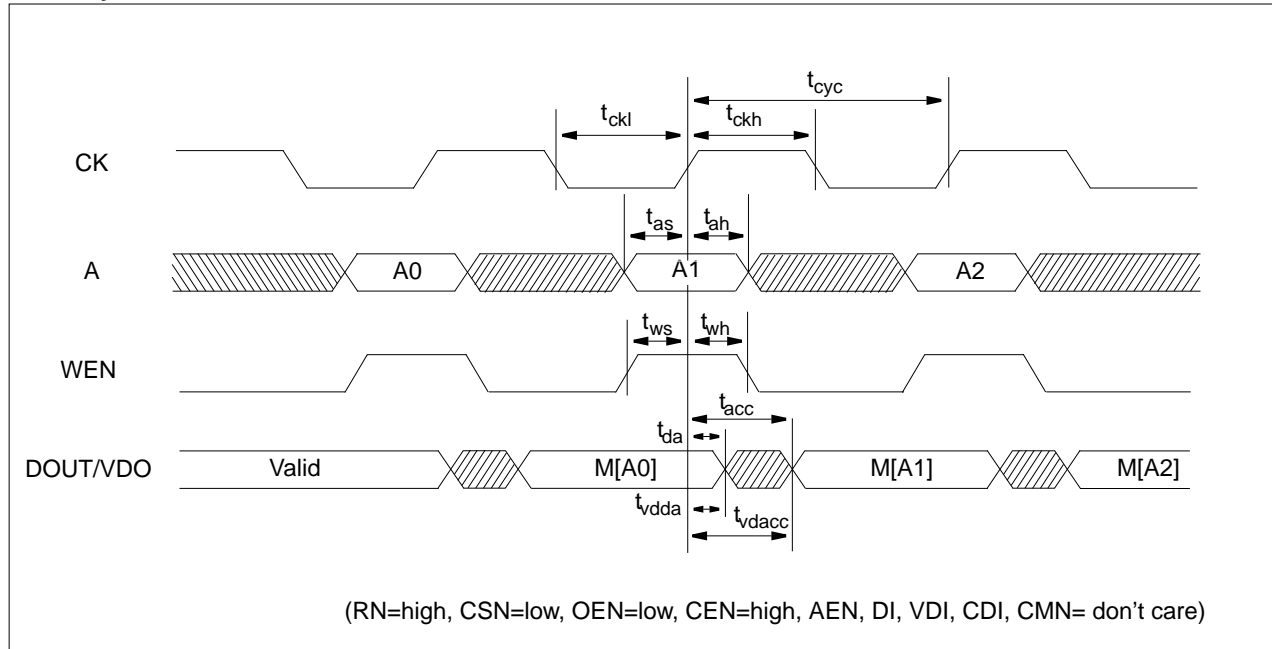 tcyc
tckl
tckh
CK
tas
tah
A
A0
A1
A2
tws
twh
WEN
tacc
tda
DOUT/VDO
Valid
M[A0]
M[A1]
M[A2]
tvdda
tvdacc
(RN=high, CSN=low, OEN=low, CEN=high, AEN, DI, VDI, CDI, CMN= don't care)